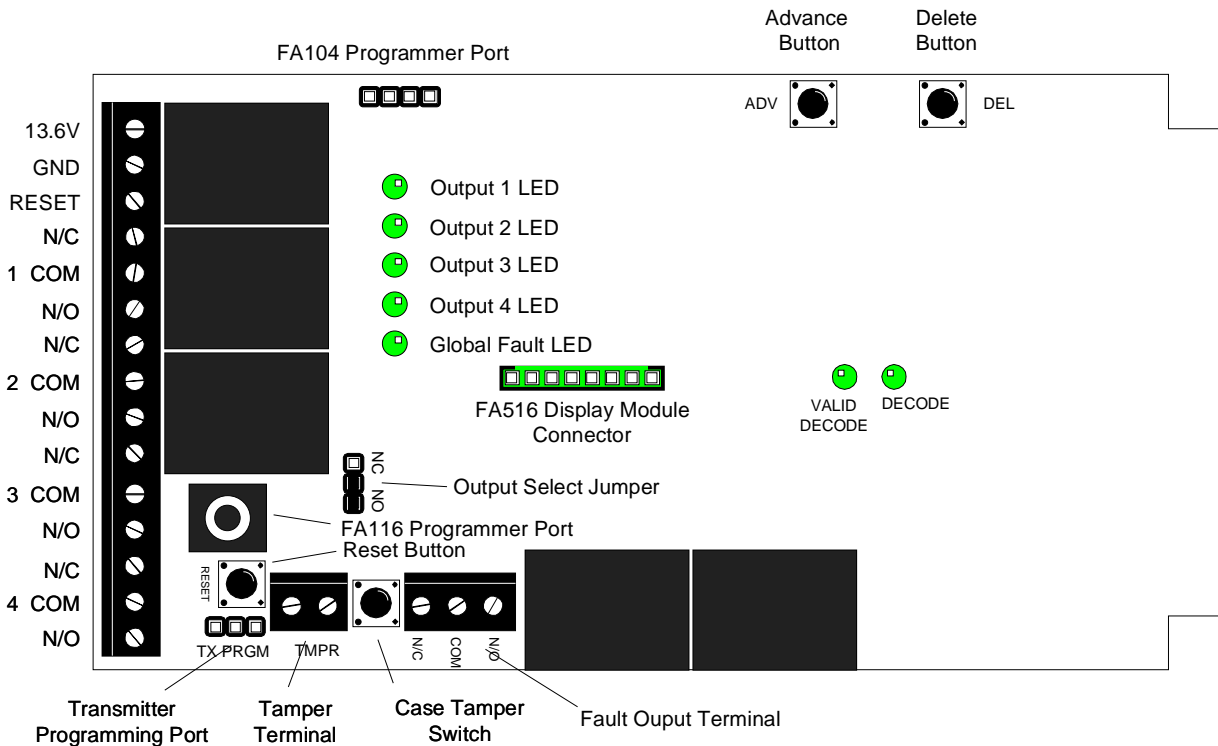 Advance
Button
Delete
Button
FA104 Programmer Port
ADV
DEL
13.6V
GND
RESET
N/C
1 COM
N/O
N/C
2 COM
N/O
N/C
3 COM
N/O
N/C
4 COM
N/O
Output 1 LED
Output 2 LED
Output 3 LED
Output 4 LED
Global Fault LED
FA516 Display Module
Connector
VALID
DECODE
DECODE
NC
NO
Output Select Jumper
FA116 Programmer Port
Reset Button
RESET
TX PRGM
TMPR
N/C
COM
N/O
Transmitter
Programming Port
Tamper
Terminal
Case Tamper
Switch
Fault Ouput Terminal